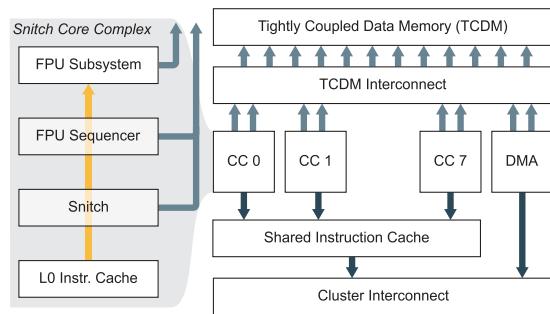 Snitch Core Complex
FPU Subsystem
FPU Sequencer
Snitch
L0 Instr. Cache
Tightly Coupled Data Memory (TCDM)
TCDM Interconnect
CC 0
CC 1
CC 7
DMA
Shared Instruction Cache
Cluster Interconnect